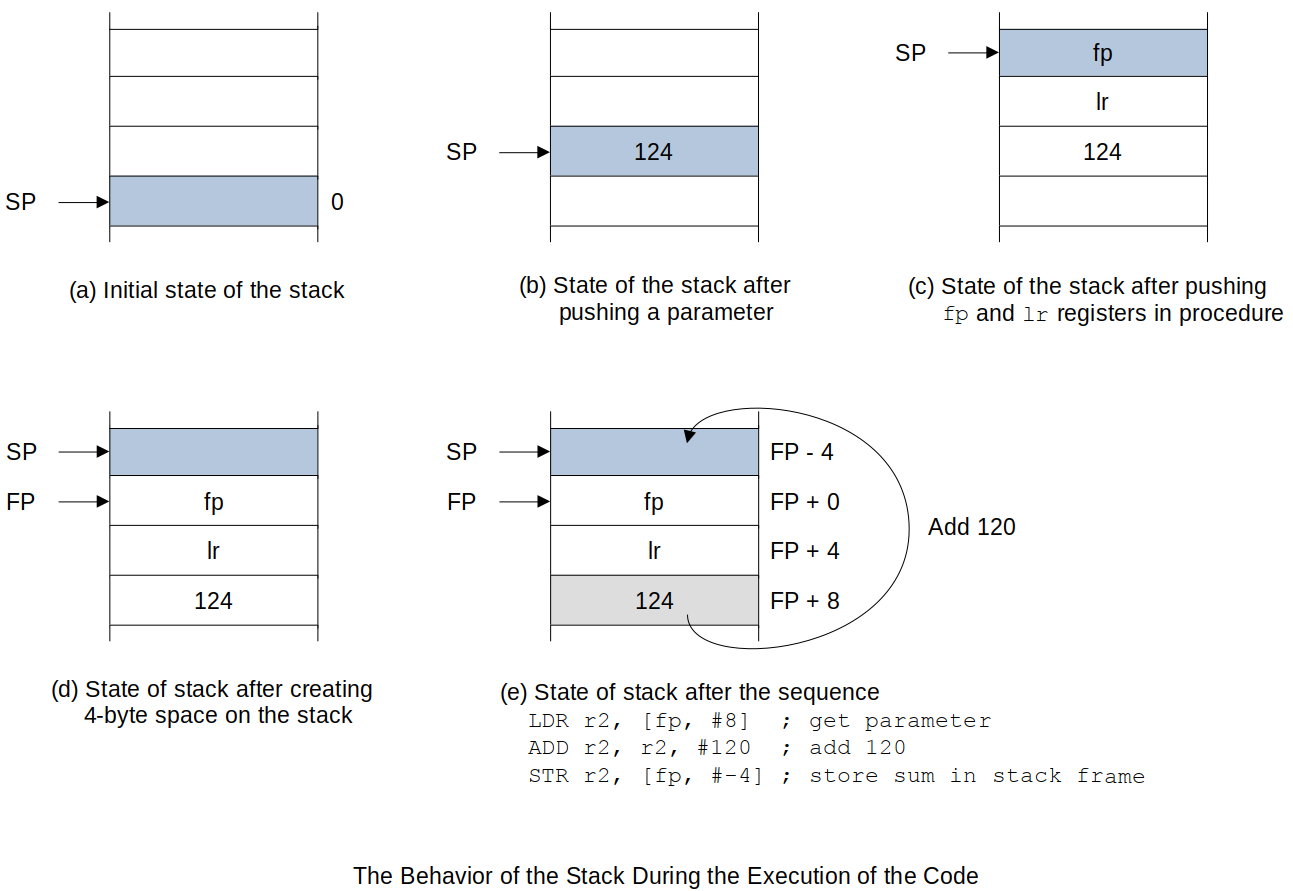 SP
0
(a) Initial state of the stack
SP
124
(b) State of the stack after
pushing a parameter
SP
fp
lr
124
(c) State of the stack after pushing
fp and lr registers in procedure
SP
FP
fp
lr
124
(d) State of stack after creating
4-byte space on the stack
SP
FP
fp
lr
124
FP - 4
FP + 0
FP + 4
FP + 8
Add 120
(e) State of stack after the sequence
LDR r2, [fp, #8] ; get parameter
ADD r2, r2, #120 ; add 120
STR r2, [fp, #-4] ; store sum in stack frame
The Behavior of the Stack During the Execution of the Code